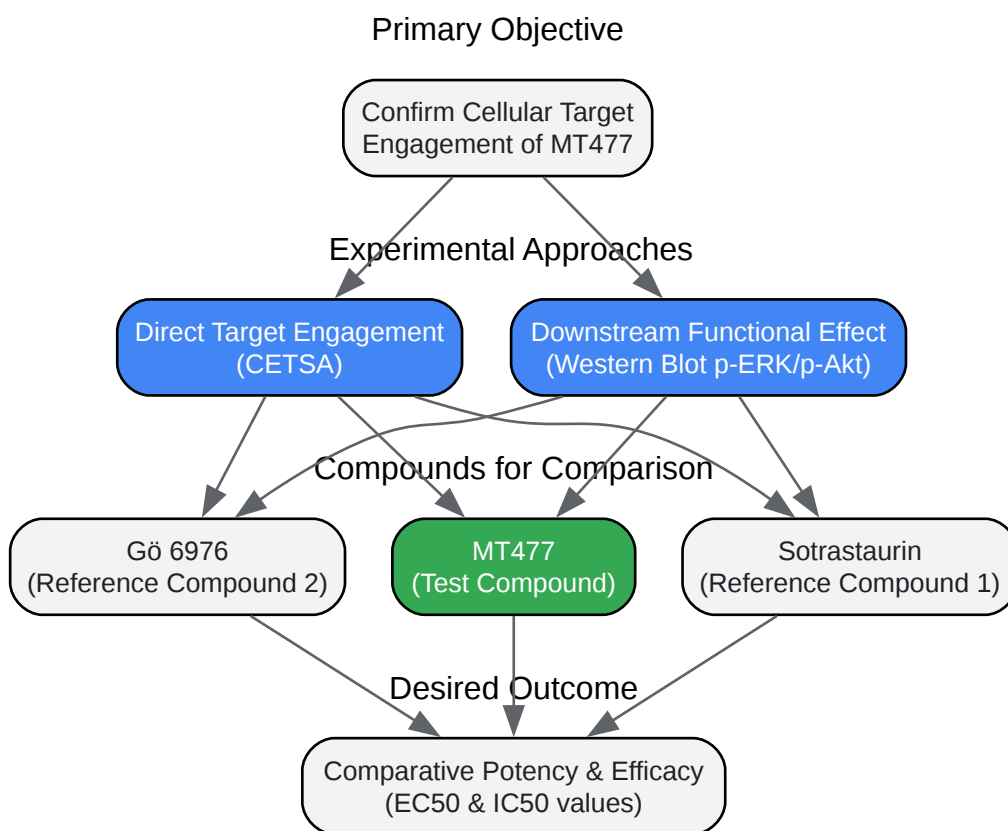 Primary Objective
Confirm Cellular Target
Engagement of MT477
Experimental Approaches
Direct Target Engagement
(CETSA)
Downstream Functional Effect
(Western Blot p-ERK/p-Akt)
Compounds for Comparison
Gö 6976
(Reference Compound 2)
MT477
(Test Compound)
Sotrastaurin
(Reference Compound 1)
Desired Outcome
Comparative Potency & Efficacy
(EC50 & IC50 values)